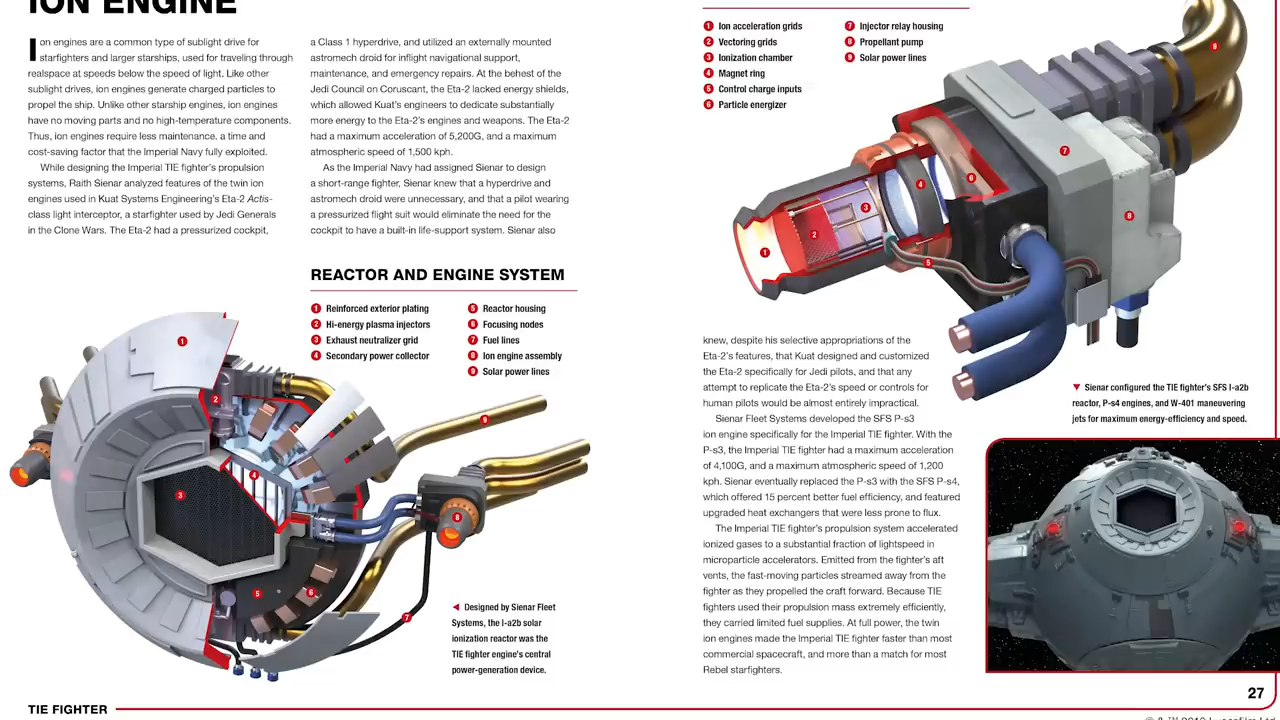 ION ENGINE
Ion engines are a common type of sublight drive for
starfighters and larger starships, used for traveling through
realspace at speeds below the speed of light. Like other
sublight drives, ion engines generate charged particles to
propel the ship. Unlike other starship engines, ion engines
have no moving parts and no high-temperature components.
Thus, ion engines require less maintenance, a time and
cost-saving factor that the Imperial Navy fully exploited.
While designing the Imperial TIE fighter's propulsion
systems, Raith Sienar analyzed features of the twin ion
engines used in Kuat Systems Engineering's Eta-2 Actis-
class light interceptor, a starfighter used by Jedi Generals
in the Clone Wars. The Eta-2 had a pressurized cockpit,
a Class 1 hyperdrive, and utilized an externally mounted
astromech droid for inflight navigational support,
maintenance, and emergency repairs. At the behest of the
Jedi Council on Coruscant, the Eta-2 lacked energy shields,
which allowed Kuat's engineers to dedicate substantially
more energy to the Eta-2's engines and weapons. The Eta-2
had a maximum acceleration of 5,200G, and a maximum
atmospheric speed of 1,500 kph.
As the Imperial Navy had assigned Sienar to design
a short-range fighter, Sienar knew that a hyperdrive and
astromech droid were unnecessary, and that a pilot wearing
a pressurized flight suit would eliminate the need for the
cockpit to have a built-in life-support system. Sienar also
REACTOR AND ENGINE SYSTEM
1 Reinforced exterior plating
2 Hi-energy plasma injectors
3 Exhaust neutralizer grid
4 Secondary power collector
5 Reactor housing
6 Focusing nodes
7 Fuel lines
8 Ion engine assembly
9 Solar power lines
1
2
3
4
5
6
7
8
9
◀ Designed by Sienar Fleet
Systems, the I-a2b solar
ionization reactor was the
TIE fighter engine's central
power-generation device.
1 Ion acceleration grids
2 Vectoring grids
3 Ionization chamber
4 Magnet ring
5 Control charge inputs
6 Particle energizer
7 Injector relay housing
8 Propellant pump
9 Solar power lines
1
2
3
4
5
6
7
8
9
knew, despite his selective appropriations of the
Eta-2's features, that Kuat designed and customized
the Eta-2 specifically for Jedi pilots, and that any
attempt to replicate the Eta-2's speed or controls for
human pilots would be almost entirely impractical.
Sienar Fleet Systems developed the SFS P-s3
ion engine specifically for the Imperial TIE fighter. With the
P-s3, the Imperial TIE fighter had a maximum acceleration
of 4,100G, and a maximum atmospheric speed of 1,200
kph. Sienar eventually replaced the P-s3 with the SFS P-s4,
which offered 15 percent better fuel efficiency, and featured
upgraded heat exchangers that were less prone to flux.
The Imperial TIE fighter's propulsion system accelerated
ionized gases to a substantial fraction of lightspeed in
microparticle accelerators. Emitted from the fighter's aft
vents, the fast-moving particles streamed away from the
fighter as they propelled the craft forward. Because TIE
fighters used their propulsion mass extremely efficiently,
they carried limited fuel supplies. At full power, the twin
ion engines made the Imperial TIE fighter faster than most
commercial spacecraft, and more than a match for most
Rebel starfighters.
▼ Sienar configured the TIE fighter's SFS I-a2b
reactor, P-s4 engines, and W-401 maneuvering
jets for maximum energy-efficiency and speed.
27
TIE FIGHTER